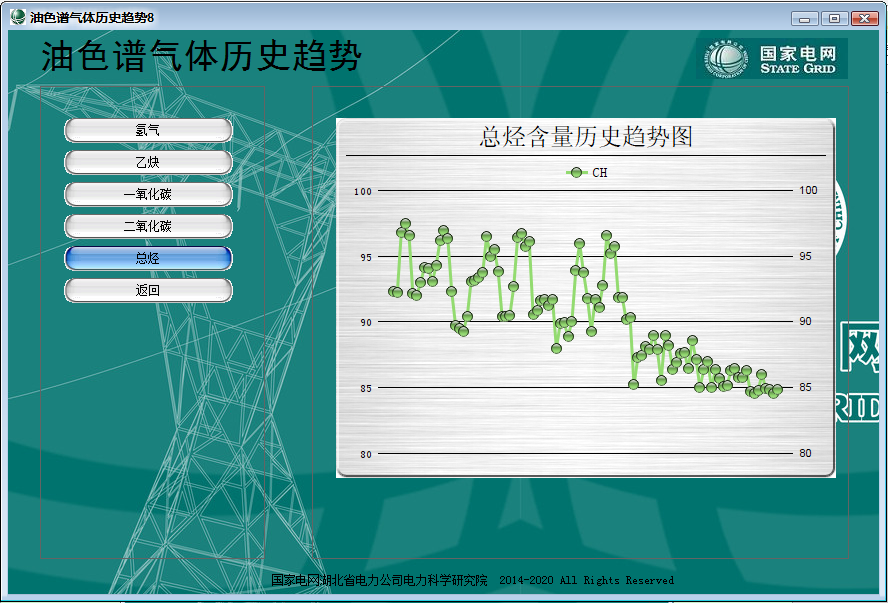 油色谱气体历史趋势8
油色谱气体历史趋势
国家电网
STATE GRID
氢气
乙炔
一氧化碳
二氧化碳
总烃
返回
总烃含量历史趋势图
CH
100 100
95 95
90 90
85 85
80 80
网
RID
国家电网湖北省电力公司电力科学研究院 2014-2020 All Rights Reserved